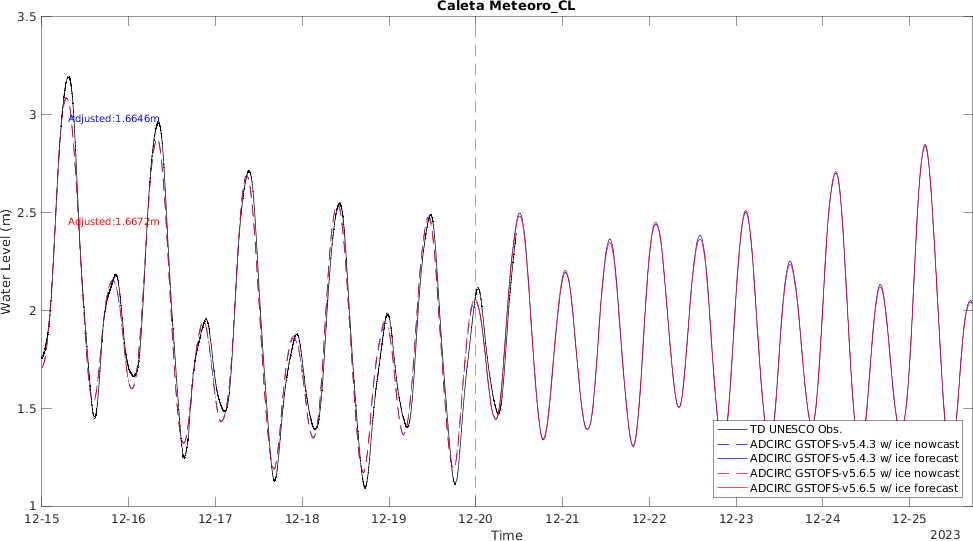 Caleta Meteoro_CL
3.5
3
2.5
2
1.5
1
Water Level (m)
Adjusted:1.6646m
Adjusted:1.6672m
TD UNESCO Obs.
ADCIRC GSTOFS-v5.4.3 w/ ice nowcast
ADCIRC GSTOFS-v5.4.3 w/ ice forecast
ADCIRC GSTOFS-v5.6.5 w/ ice nowcast
ADCIRC GSTOFS-v5.6.5 w/ ice forecast
12-15 12-16 12-17 12-18 12-19 12-20 12-21 12-22 12-23 12-24 12-25
Time
2023